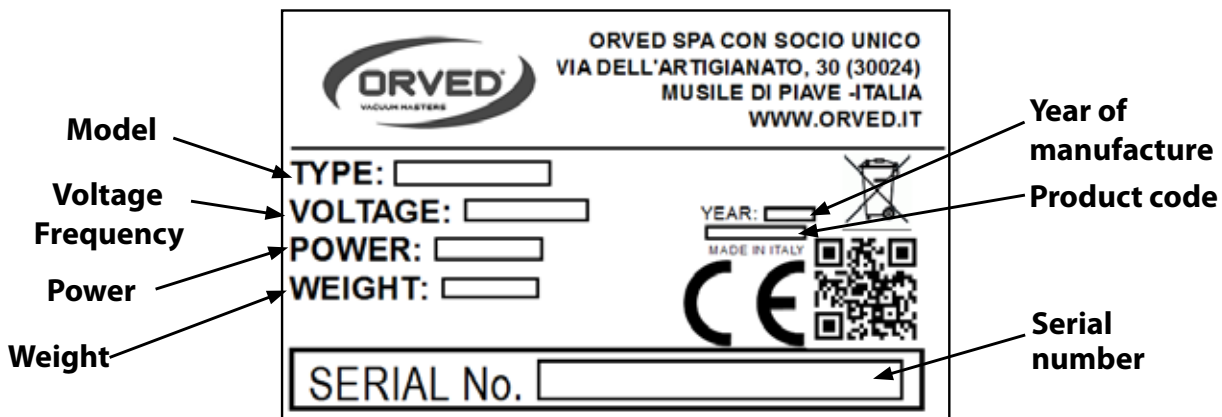 ORVED SPA CON SOCIO UNICO
VIA DELL'ARTIGIANATO, 30 (30024)
MUSILE DI PIAVE -ITALIA
WWW.ORVED.IT
ORVED
VACUUM MASTERS
Model
Voltage
Frequency
Power
Weight
TYPE:
VOLTAGE:
POWER:
WEIGHT:
YEAR:
MADE IN ITALY
CE
SERIAL No.
Year of
manufacture
Product code
Serial
number